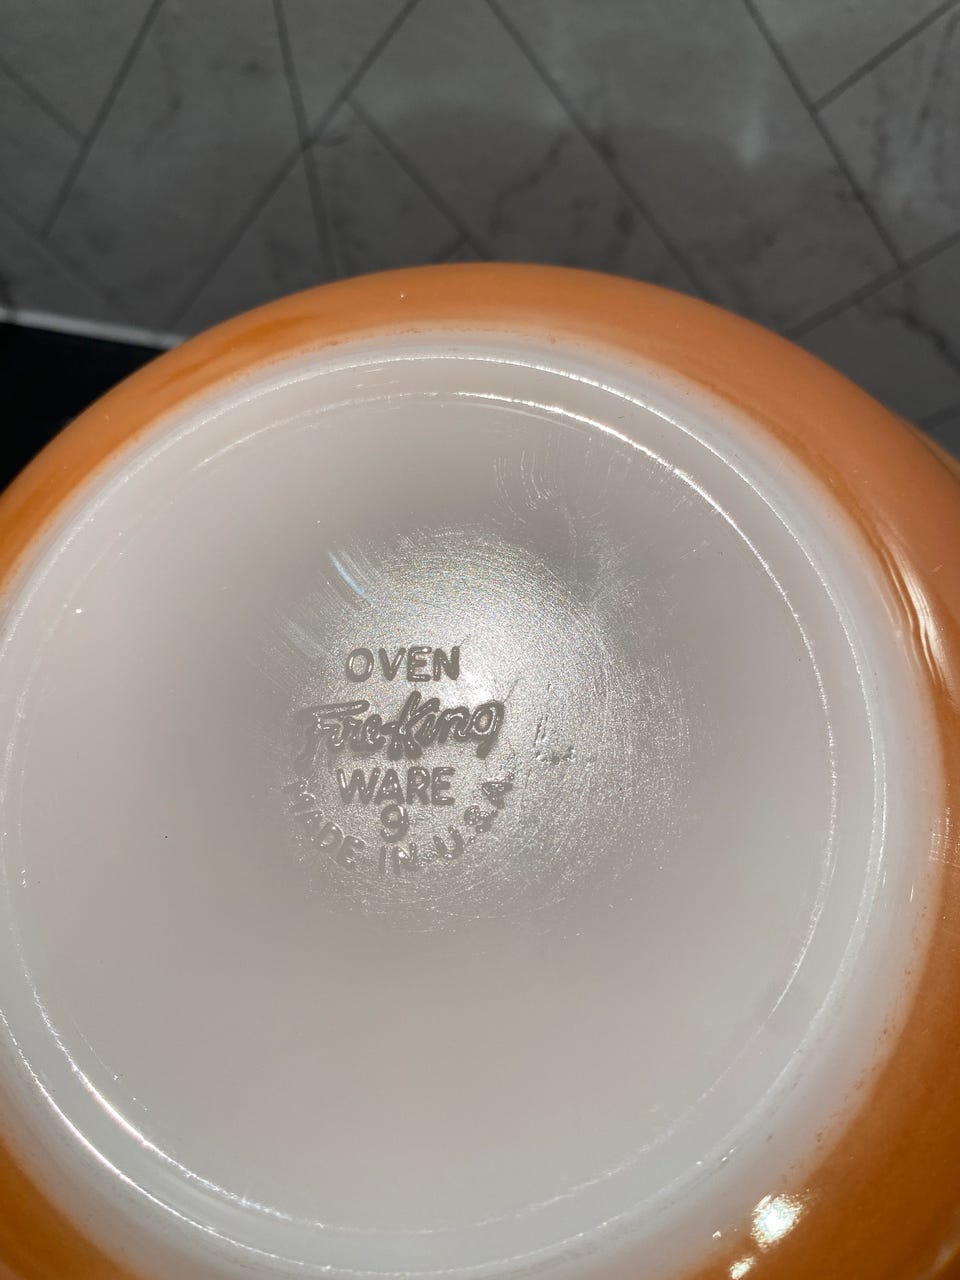 OVEN
Fire-King
WARE
9
MADE IN U.S.A.